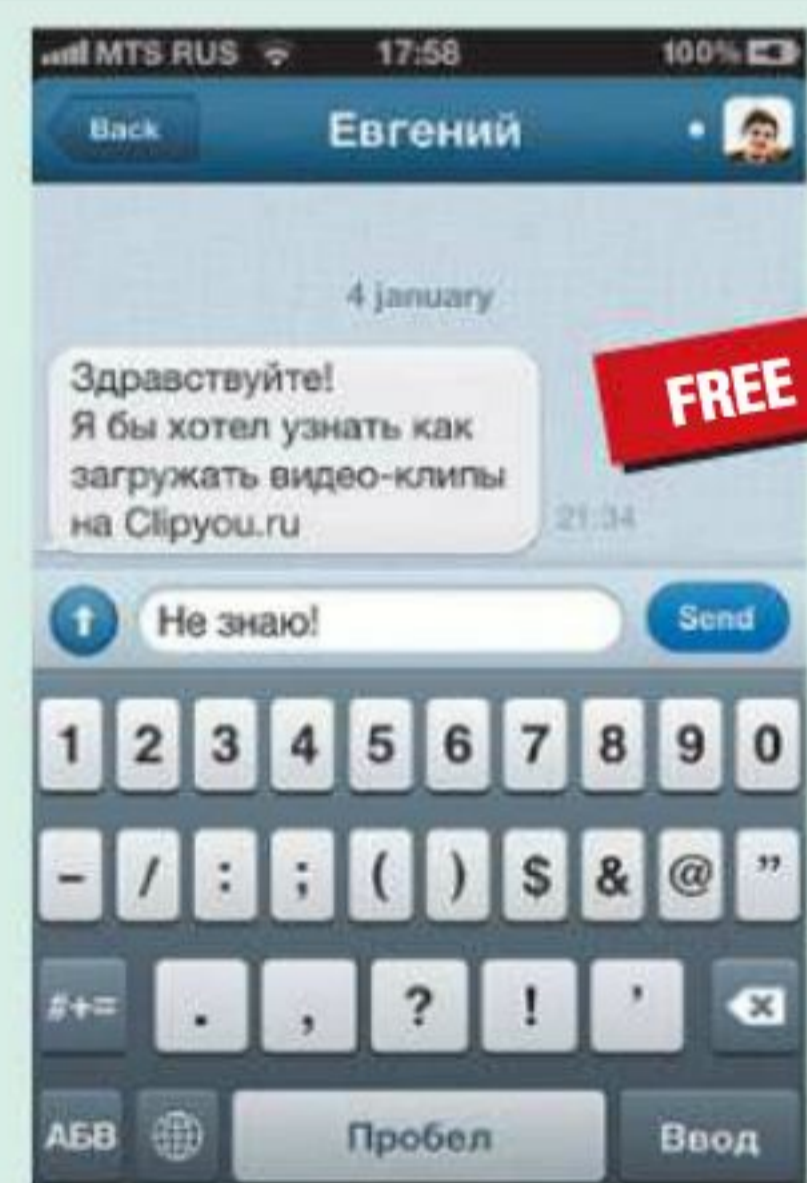 MTS RUS 17:58 100%
Back Евгений
4 january
Здравствуйте!
Я бы хотел узнать как
загружать видео-клипы
на Clipyou.ru
21:34
FREE
Не знаю! Send
1 2 3 4 5 6 7 8 9 0
- / : ; ( ) $ & @ ”
#+= . , ? ! ’
АБВ Пробел Ввод